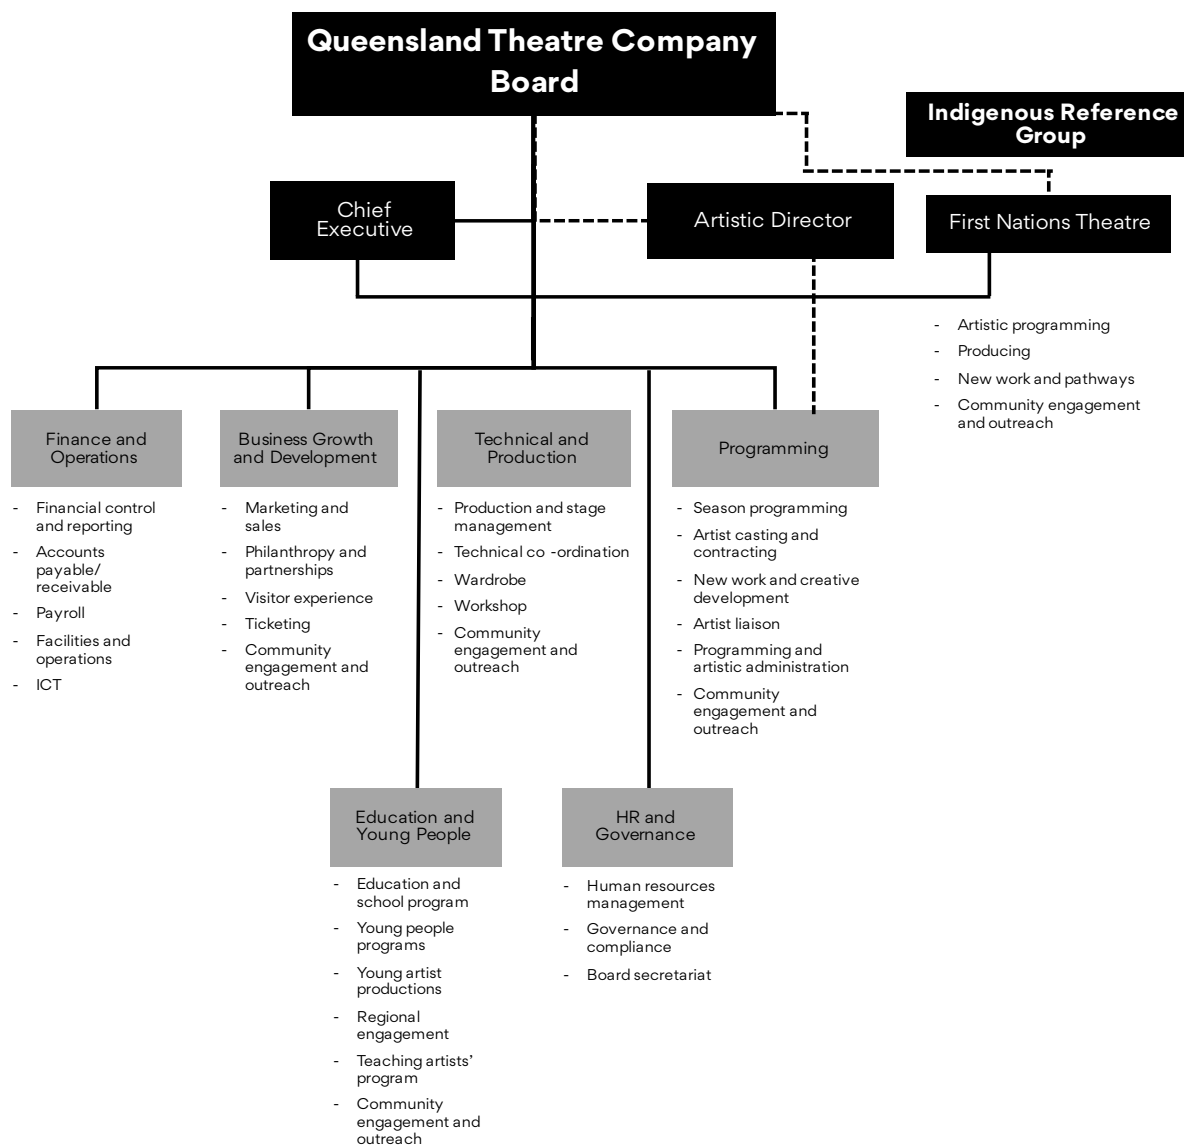 Queensland Theatre Company
Board
Indigenous Reference
Group
Chief
Executive
Artistic Director
First Nations Theatre
- Artistic programming
- Producing
- New work and pathways
- Community engagement
and outreach
Finance and
Operations
- Financial control
and reporting
- Accounts
payable/
receivable
- Payroll
- Facilities and
operations
- ICT
Business Growth
and Development
- Marketing and
sales
- Philanthropy and
partnerships
- Visitor experience
- Ticketing
- Community
engagement and
outreach
Technical and
Production
- Production and stage
management
- Technical co -ordination
- Wardrobe
- Workshop
- Community
engagement and
outreach
Programming
- Season programming
- Artist casting and
contracting
- New work and creative
development
- Artist liaison
- Programming and
artistic administration
- Community
engagement and
outreach
Education and
Young People
- Education and
school program
- Young people
programs
- Young artist
productions
- Regional
engagement
- Teaching artists’
program
- Community
engagement and
outreach
HR and
Governance
- Human resources
management
- Governance and
compliance
- Board secretariat